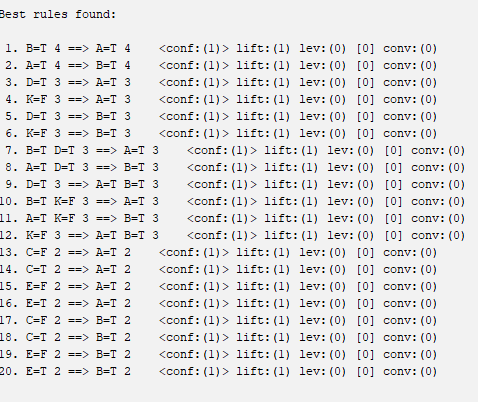 Best rules found:
1. B=T 4 ==> A=T 4 <conf:(1)> lift:(1) lev:(0) [0] conv:(0)
2. A=T 4 ==> B=T 4 <conf:(1)> lift:(1) lev:(0) [0] conv:(0)
3. D=T 3 ==> A=T 3 <conf:(1)> lift:(1) lev:(0) [0] conv:(0)
4. K=F 3 ==> A=T 3 <conf:(1)> lift:(1) lev:(0) [0] conv:(0)
5. D=T 3 ==> B=T 3 <conf:(1)> lift:(1) lev:(0) [0] conv:(0)
6. K=F 3 ==> B=T 3 <conf:(1)> lift:(1) lev:(0) [0] conv:(0)
7. B=T D=T 3 ==> A=T 3 <conf:(1)> lift:(1) lev:(0) [0] conv:(0)
8. A=T D=T 3 ==> B=T 3 <conf:(1)> lift:(1) lev:(0) [0] conv:(0)
9. D=T 3 ==> A=T B=T 3 <conf:(1)> lift:(1) lev:(0) [0] conv:(0)
10. B=T K=F 3 ==> A=T 3 <conf:(1)> lift:(1) lev:(0) [0] conv:(0)
11. A=T K=F 3 ==> B=T 3 <conf:(1)> lift:(1) lev:(0) [0] conv:(0)
12. K=F 3 ==> A=T B=T 3 <conf:(1)> lift:(1) lev:(0) [0] conv:(0)
13. C=F 2 ==> A=T 2 <conf:(1)> lift:(1) lev:(0) [0] conv:(0)
14. C=T 2 ==> A=T 2 <conf:(1)> lift:(1) lev:(0) [0] conv:(0)
15. E=F 2 ==> A=T 2 <conf:(1)> lift:(1) lev:(0) [0] conv:(0)
16. E=T 2 ==> A=T 2 <conf:(1)> lift:(1) lev:(0) [0] conv:(0)
17. C=F 2 ==> B=T 2 <conf:(1)> lift:(1) lev:(0) [0] conv:(0)
18. C=T 2 ==> B=T 2 <conf:(1)> lift:(1) lev:(0) [0] conv:(0)
19. E=F 2 ==> B=T 2 <conf:(1)> lift:(1) lev:(0) [0] conv:(0)
20. E=T 2 ==> B=T 2 <conf:(1)> lift:(1) lev:(0) [0] conv:(0)